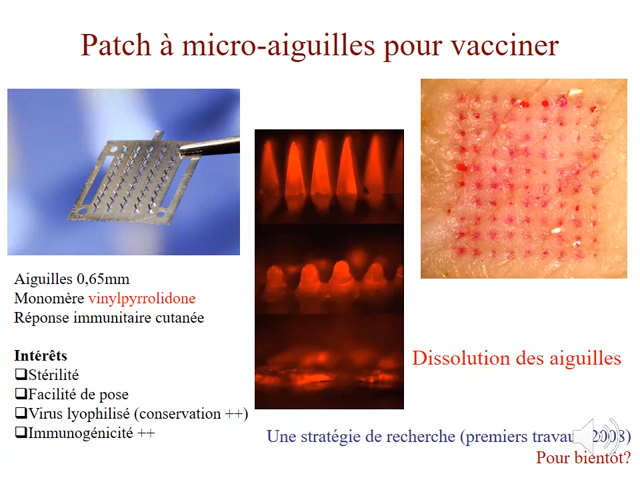 Patch à micro-aiguilles pour vacciner
Aiguilles 0,65mm
Monomère vinylpyrrolidone
Réponse immunitaire cutanée
Intérêts
❑Stérilité
❑Facilité de pose
❑Virus lyophilisé (conservation ++)
❑Immunogénicité ++
Dissolution des aiguilles
Une stratégie de recherche (premiers travaux 2008)
Pour bientôt?